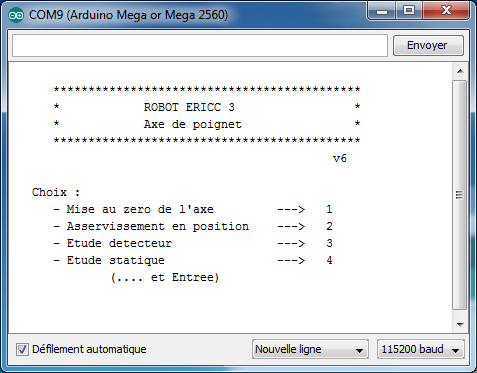 COM9 (Arduino Mega or Mega 2560)
Envoyer
********************************************
* ROBOT ERICC 3 *
* Axe de poignet *
********************************************
v6
Choix :
- Mise au zero de l'axe ---> 1
- Asservissement en position ---> 2
- Etude detecteur ---> 3
- Etude statique ---> 4
(.... et Entree)
Défilement automatique
Nouvelle ligne
115200 baud